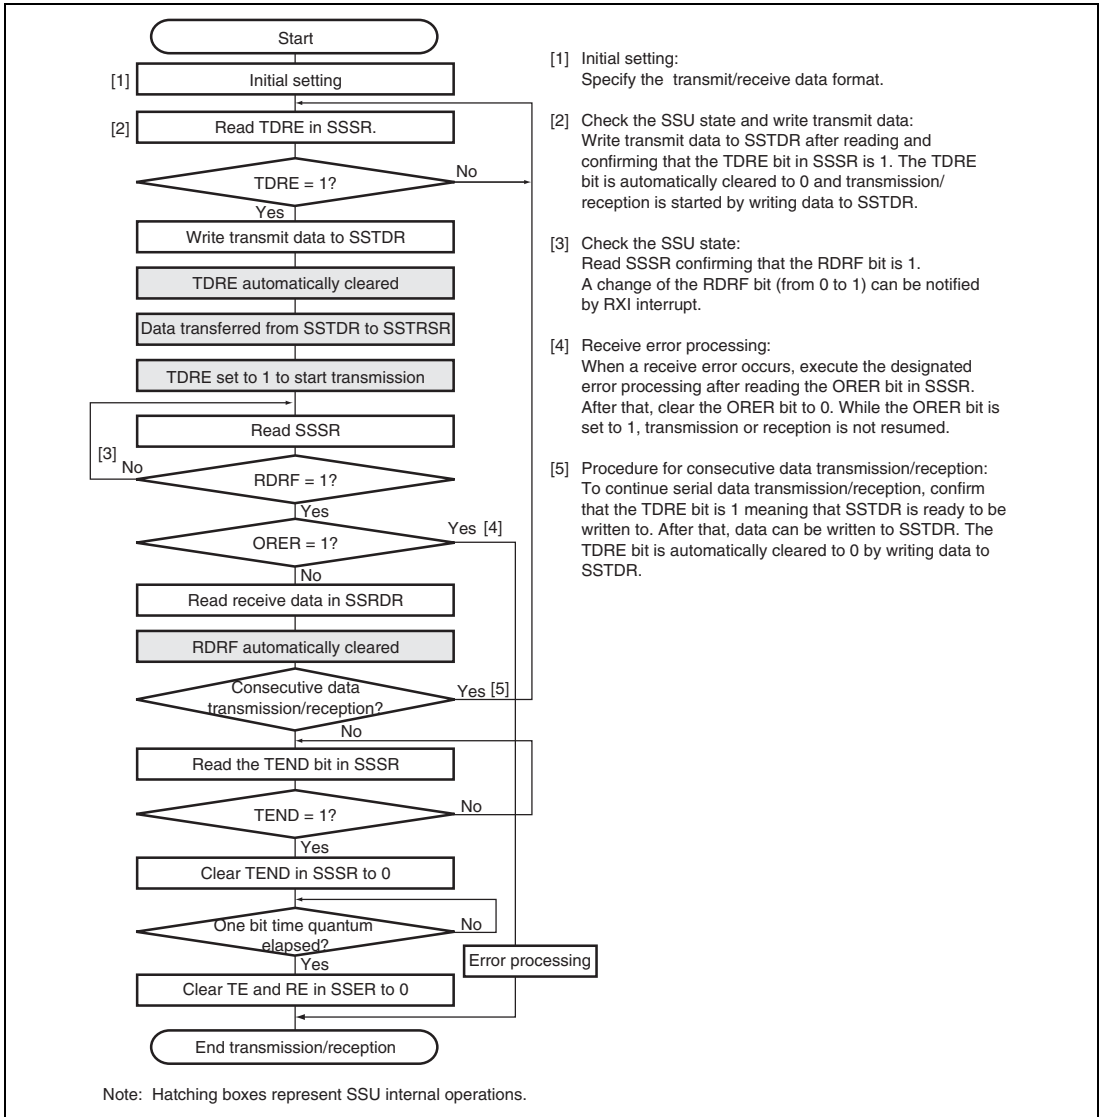 Start
[1] Initial setting
[2] Read TDRE in SSSR.
TDRE = 1?
No
Yes
Write transmit data to SSTDR
TDRE automatically cleared
Data transferred from SSTDR to SSTRSR
TDRE set to 1 to start transmission
Read SSSR
[3]
No
RDRF = 1?
Yes
ORER = 1?
Yes [4]
No
Read receive data in SSRDR
RDRF automatically cleared
Consecutive data
transmission/reception?
Yes [5]
No
Read the TEND bit in SSSR
TEND = 1?
No
Yes
Clear TEND in SSSR to 0
One bit time quantum
elapsed?
No
Yes
Error processing
Clear TE and RE in SSER to 0
End transmission/reception
[1] Initial setting:
Specify the transmit/receive data format.
[2] Check the SSU state and write transmit data:
Write transmit data to SSTDR after reading and
confirming that the TDRE bit in SSSR is 1. The TDRE
bit is automatically cleared to 0 and transmission/
reception is started by writing data to SSTDR.
[3] Check the SSU state:
Read SSSR confirming that the RDRF bit is 1.
A change of the RDRF bit (from 0 to 1) can be notified
by RXI interrupt.
[4] Receive error processing:
When a receive error occurs, execute the designated
error processing after reading the ORER bit in SSSR.
After that, clear the ORER bit to 0. While the ORER bit is
set to 1, transmission or reception is not resumed.
[5] Procedure for consecutive data transmission/reception:
To continue serial data transmission/reception, confirm
that the TDRE bit is 1 meaning that SSTDR is ready to be
written to. After that, data can be written to SSTDR. The
TDRE bit is automatically cleared to 0 by writing data to
SSTDR.
Note: Hatching boxes represent SSU internal operations.